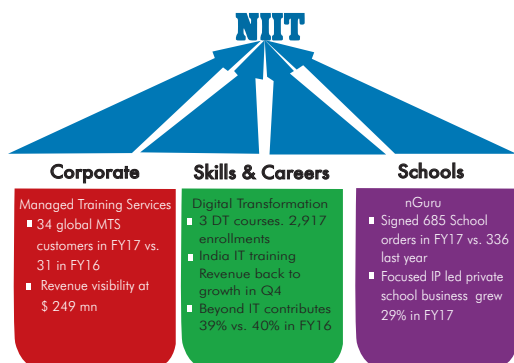 NIIT
Corporate
Managed Training Services
34 global MTS
customers in FY17 vs.
31 in FY16
Revenue visibility at
$ 249 mn
Skills & Careers
Digital Transformation
3 DT courses. 2,917
enrollments
India IT training
Revenue back to
growth in Q4
Beyond IT contributes
39% vs. 40% in FY16
Schools
nGuru
Signed 685 School
orders in FY17 vs. 336
last year
Focused IP led private
school business grew
29% in FY17